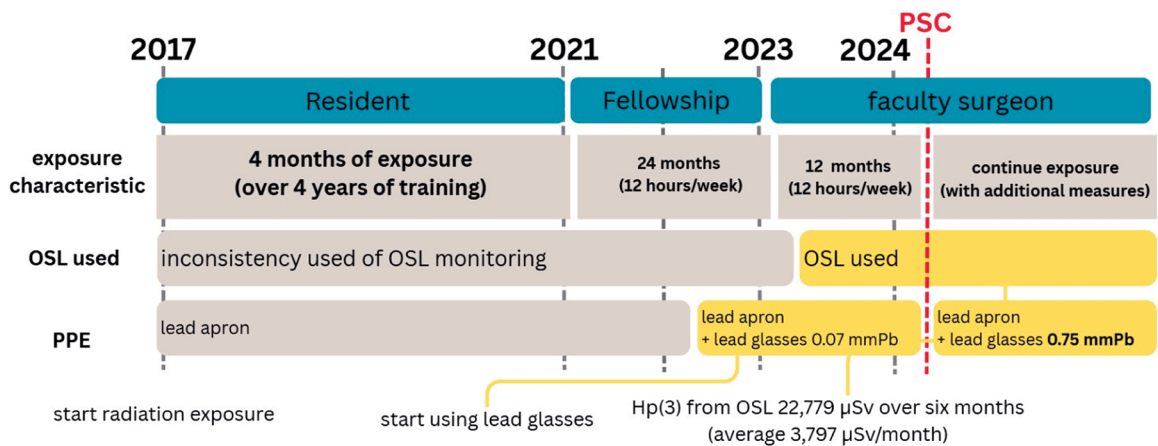 PSC
2017
2021
2023
2024
Resident
Fellowship
faculty surgeon
exposure
characteristic
4 months of exposure
(over 4 years of training)
24 months
(12 hours/week)
12 months
(12 hours/week)
continue exposure
(with additional measures)
OSL used
inconsistency used of OSL monitoring
OSL used
PPE
lead apron
lead apron
+ lead glasses 0.07 mmPb
lead apron
+ lead glasses 0.75 mmPb
start radiation exposure
start using lead glasses
Hp(3) from OSL 22,779 µSv over six months
(average 3,797 µSv/month)